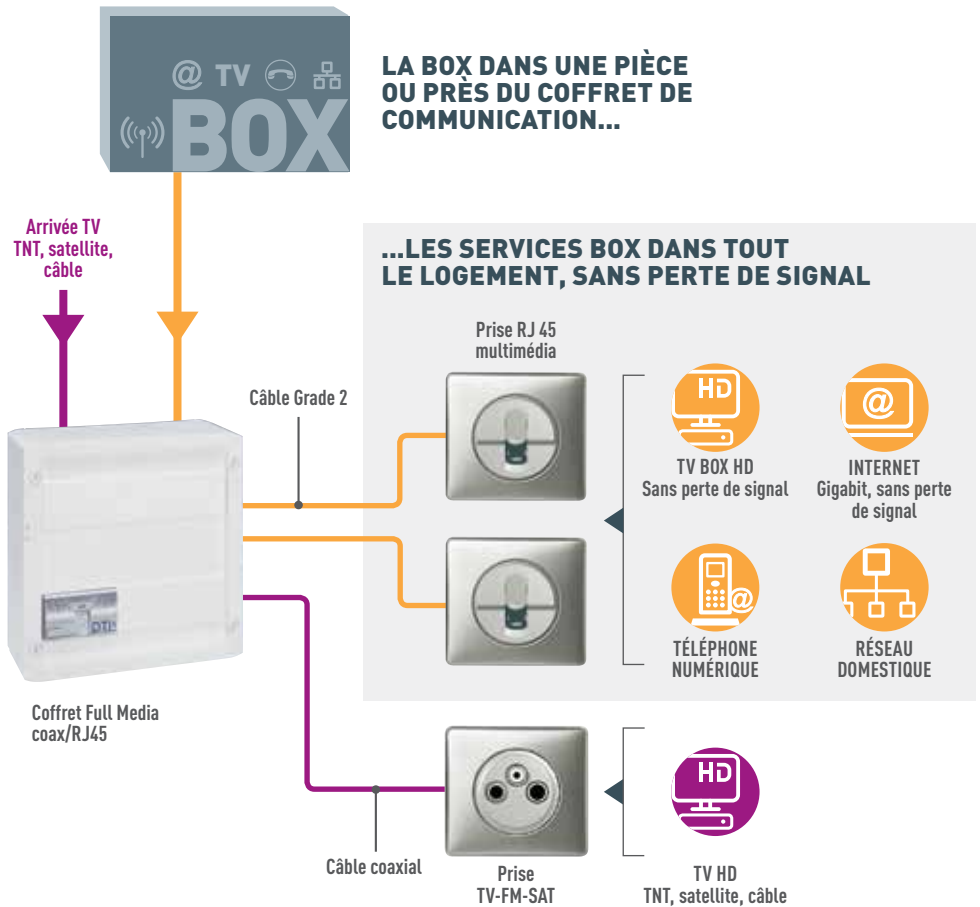 @ TV
BOX
LA BOX DANS UNE PIÈCE
OU PRÈS DU COFFRET DE
COMMUNICATION...
Arrivée TV
TNT, satellite,
câble
...LES SERVICES BOX DANS TOUT
LE LOGEMENT, SANS PERTE DE SIGNAL
Prise RJ 45
multimédia
Câble Grade 2
HD
TV BOX HD
Sans perte de signal
@
INTERNET
Gigabit, sans perte
de signal
@
TÉLÉPHONE
NUMÉRIQUE
RÉSEAU
DOMESTIQUE
DTI
Coffret Full Media
coax/RJ45
Câble coaxial
Prise
TV-FM-SAT
HD
TV HD
TNT, satellite, câble